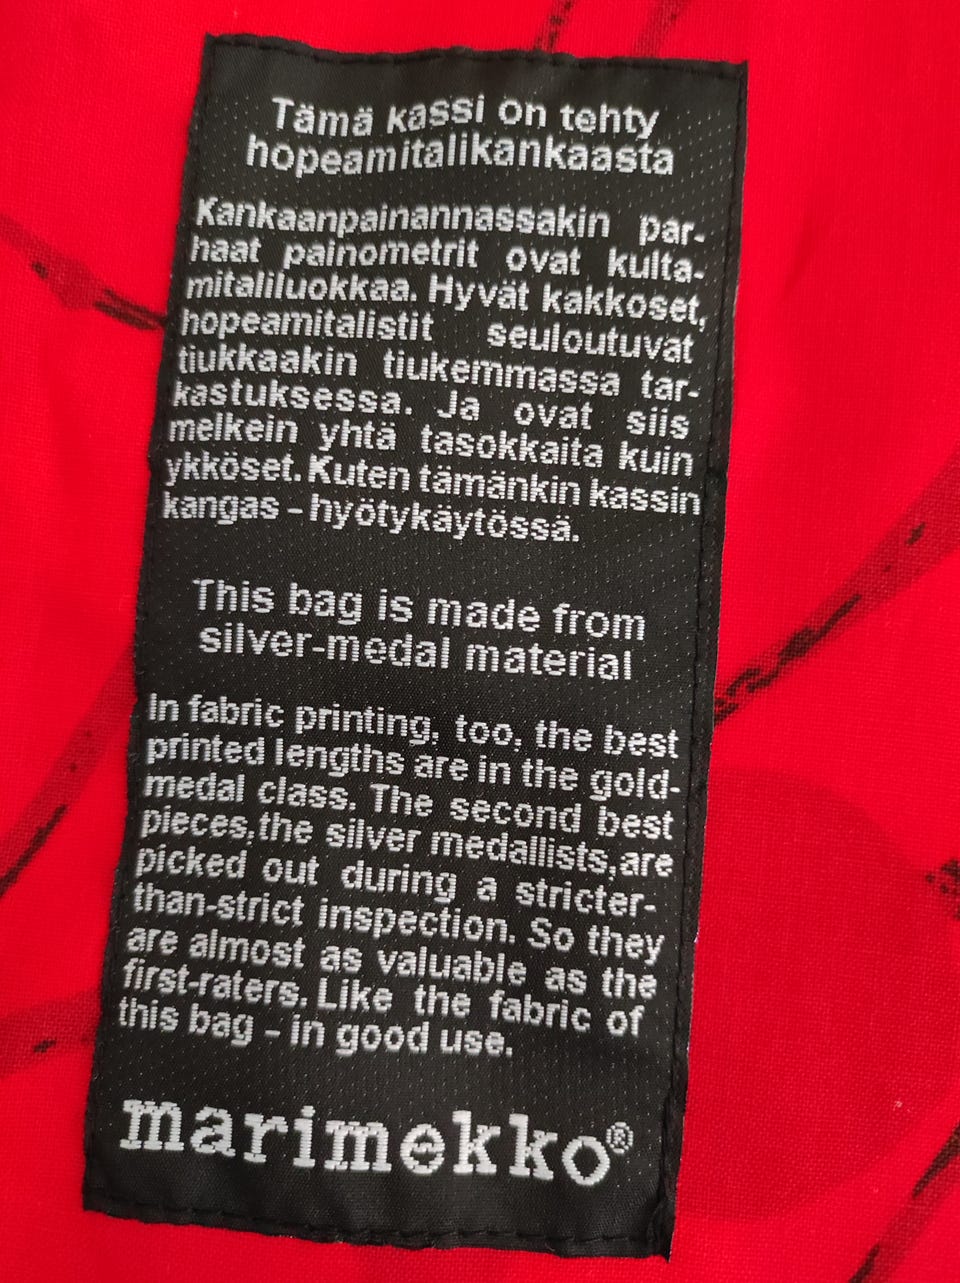 Tämä kassi on tehty
hopeamitalikankaasta
Kankaanpainannassakin par-
haat painometrit ovat kulta-
mitaliluokkaa. Hyvät kakkoset,
hopeamitalistit seuloutuvat
tiukkaakin tiukemmassa tar-
kastuksessa. Ja ovat siis
melkein yhtä tasokkaita kuin
ykköset. Kuten tämänkin kassin
kangas - hyötykäytössä.
This bag is made from
silver-medal material
In fabric printing, too, the best
printed lengths are in the gold-
medal class. The second best
pieces, the silver medallists, are
picked out during a stricter-
than-strict inspection. So they
are almost as valuable as the
first-raters. Like the fabric of
this bag - in good use.
marimekko®